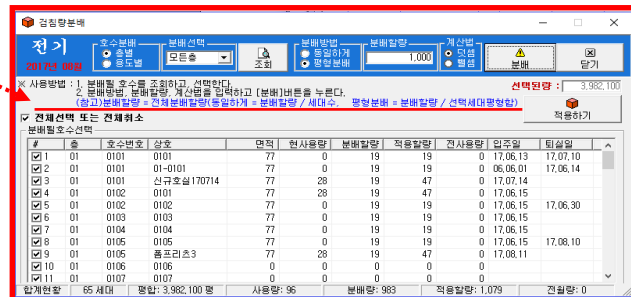 검침량분배
전 기
2017년 08월
호수분배
층별
용도별
분배선택
모든층
조회
분배방법
동일하게
평형분배
분배할량
1,000
계산법
덧셈
뺄셈
분배
닫기
※ 사용방법 : 1. 분배될 호수를 조회하고, 선택한다.
2. 분배방법, 분배할량, 계산법을 입력하고 [분배]버튼을 누른다.
(참고)분배할량 = 전체분배할량(동일하게 = 분배할량 / 세대수, 평형분배 = 분배할량 / 선택세대평형합)
선택된량 : 3,982,100
전체선택 또는 전체취소
적용하기
분배될호수선택
# 층 호수번호 상호 면적 현사용량 분배할량 적용할량 전사용량 입주일 퇴실일
1 01 0101 0101 77 0 19 19 0 17,06,13 17,07,10
2 01 0101 01-0101 77 0 19 19 0 06,06,01 17,06,14
3 01 0101 신규호실170714 77 28 19 47 0 17,07,14
4 01 0102 0101 77 28 19 47 0 17,06,15
5 01 0102 0102 77 0 19 19 0 17,06,15 17,06,30
6 01 0103 0103 77 0 19 19 0 17,06,15
7 01 0104 0104 77 0 19 19 0 17,06,15
8 01 0105 0105 77 0 19 19 0 17,06,15 17,08,10
9 01 0105 폼프리츠3 77 28 19 47 0 17,08,11
10 01 0106 0106 0 0 0 0 0
11 01 0107 0107 0 0 0 0 0
합계현황 65 세대 평합: 3,982,100 평 사용량: 96 분배량: 983 적용할량: 1,079 전월량: 0